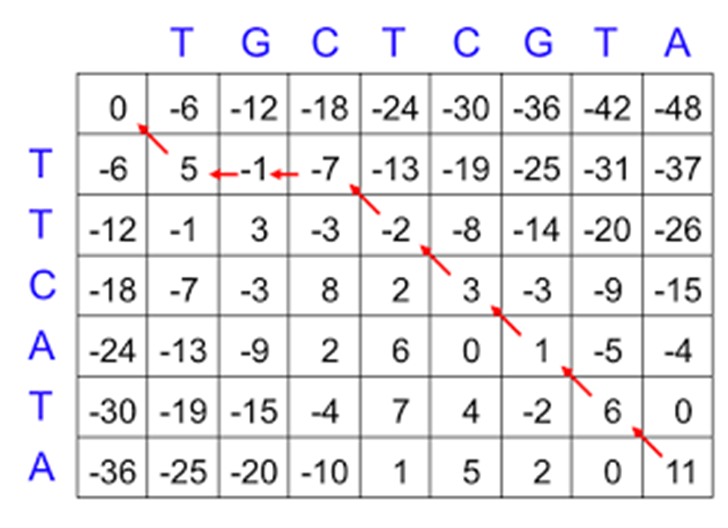 T G C T C G T A
0 -6 -12 -18 -24 -30 -36 -42 -48
T -6 5 -1 -7 -13 -19 -25 -31 -37
T -12 -1 3 -3 -2 -8 -14 -20 -26
C -18 -7 -3 8 2 3 -3 -9 -15
A -24 -13 -9 2 6 0 1 -5 -4
T -30 -19 -15 -4 7 4 -2 6 0
A -36 -25 -20 -10 1 5 2 0 11